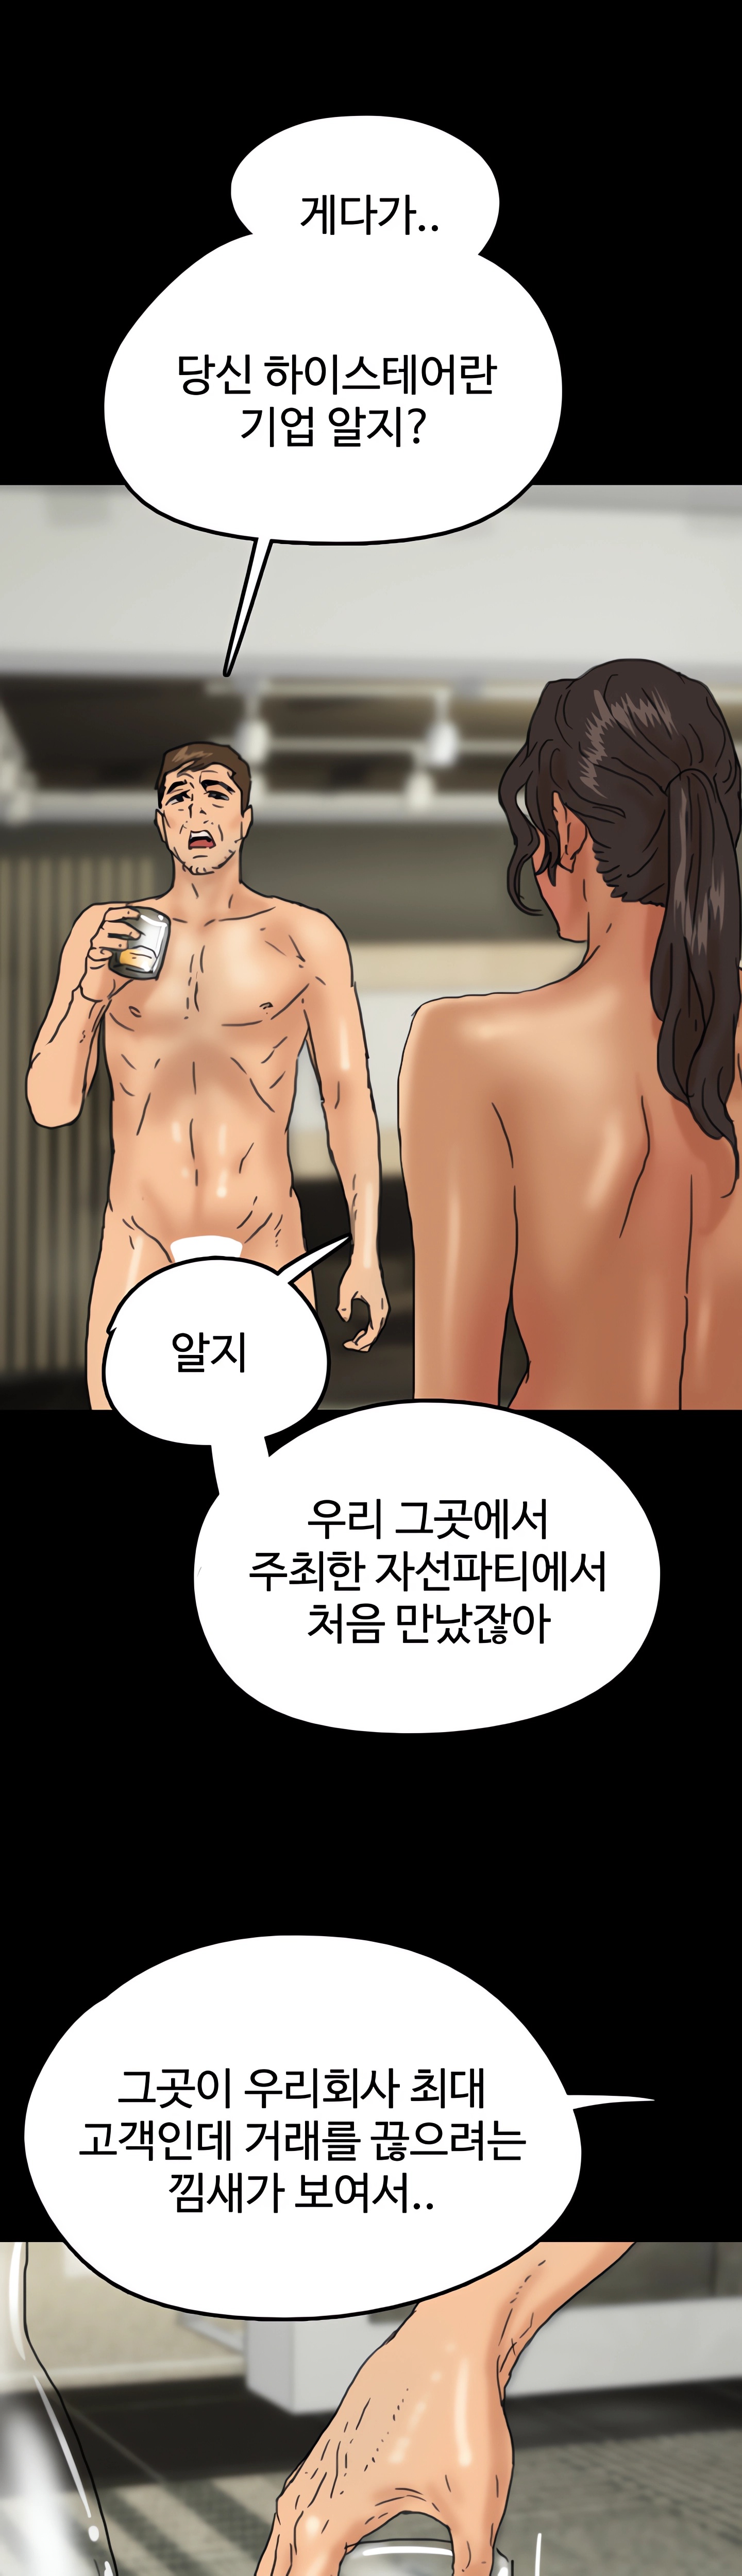 게다가..
당신 하이스테어란
기업 알지?
알지
우리 그곳에서
주최한 자선파티에서
처음 만났잖아
그곳이 우리회사 최대
고객인데 거래를 끊으려는
낌새가 보여서..